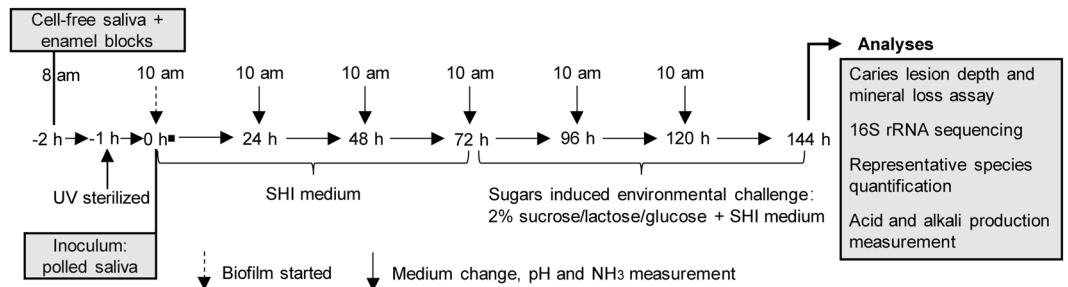 Cell-free saliva +
enamel blocks
Analyses
8 am
10 am
10 am
10 am
10 am
10 am
10 am
Caries lesion depth and
mineral loss assay
16S rRNA sequencing
Representative species
quantification
Acid and alkali production
measurement
-2 h
-1 h
0 h
24 h
48 h
72 h
96 h
120 h
144 h
UV sterilized
SHI medium
Sugars induced environmental challenge:
2% sucrose/lactose/glucose + SHI medium
Inoculum:
polled saliva
Biofilm started
Medium change, pH and NH3 measurement